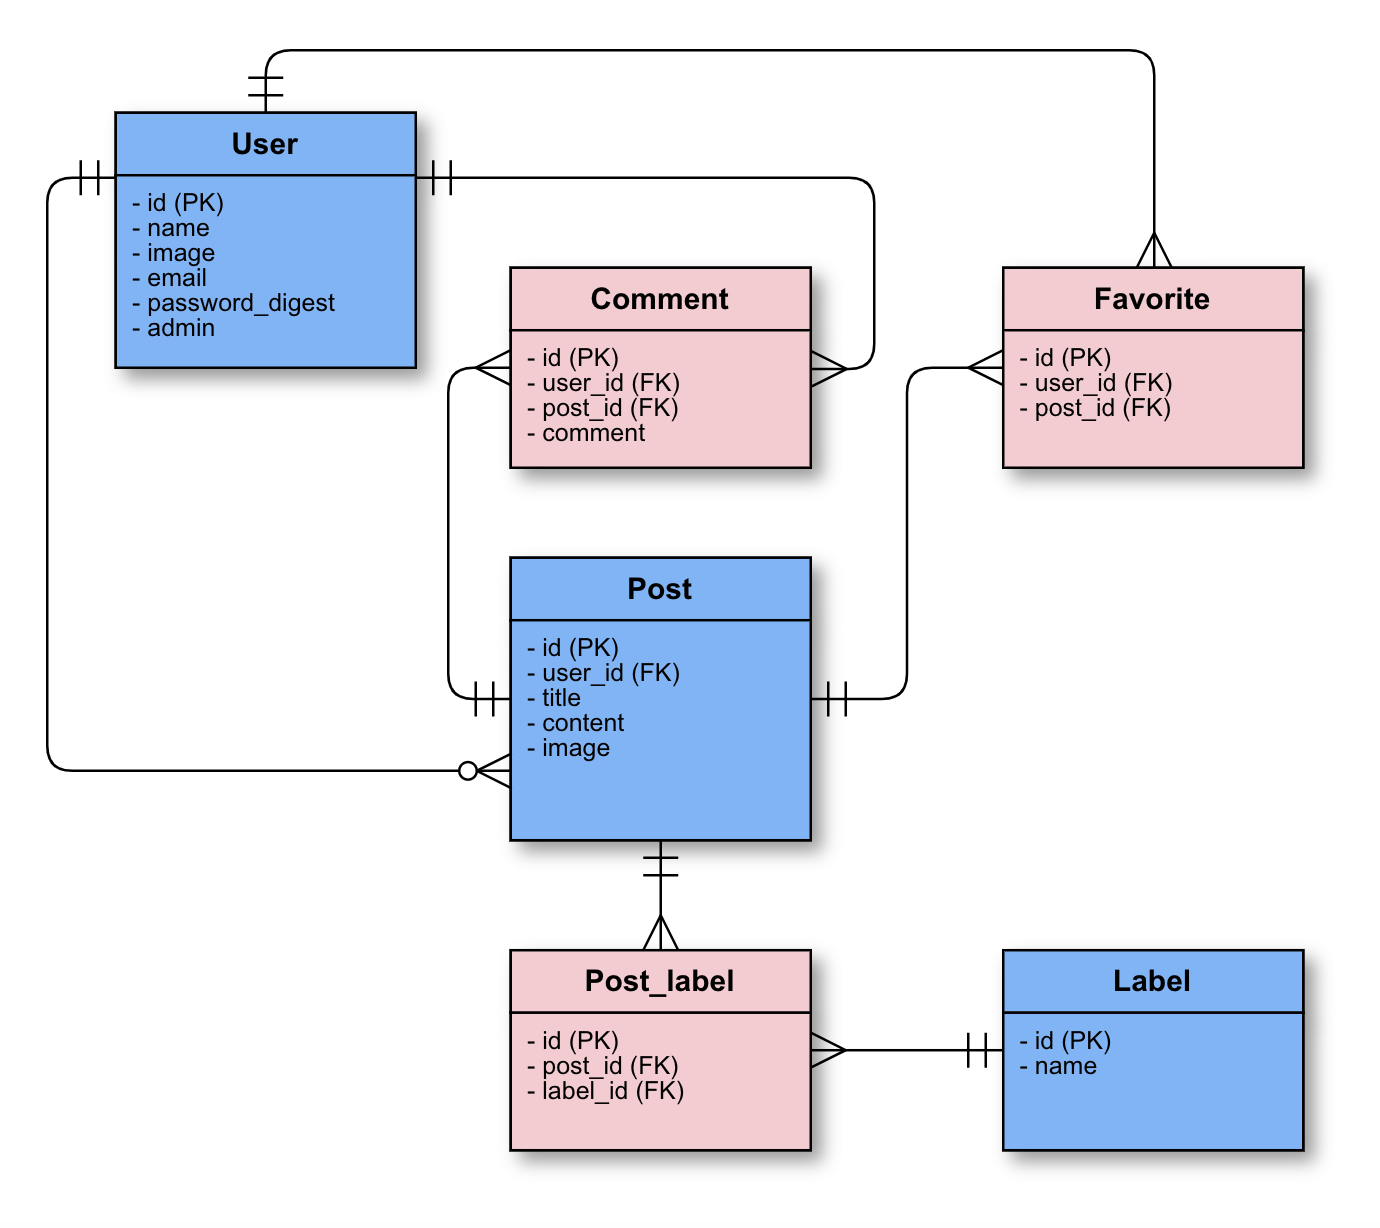 User
- id (PK)
- name
- image
- email
- password_digest
- admin
Comment
- id (PK)
- user_id (FK)
- post_id (FK)
- comment
Favorite
- id (PK)
- user_id (FK)
- post_id (FK)
Post
- id (PK)
- user_id (FK)
- title
- content
- image
Post_label
- id (PK)
- post_id (FK)
- label_id (FK)
Label
- id (PK)
- name